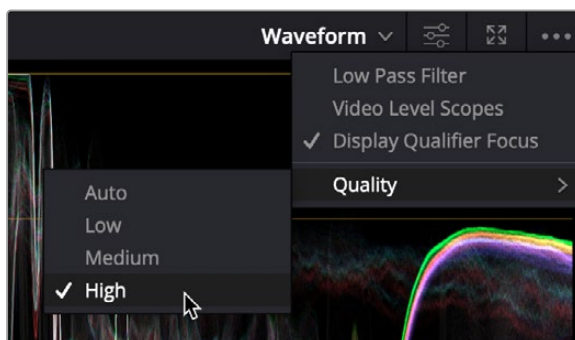 Waveform
Low Pass Filter
Video Level Scopes
Display Qualifier Focus
Quality
Auto
Low
Medium
High